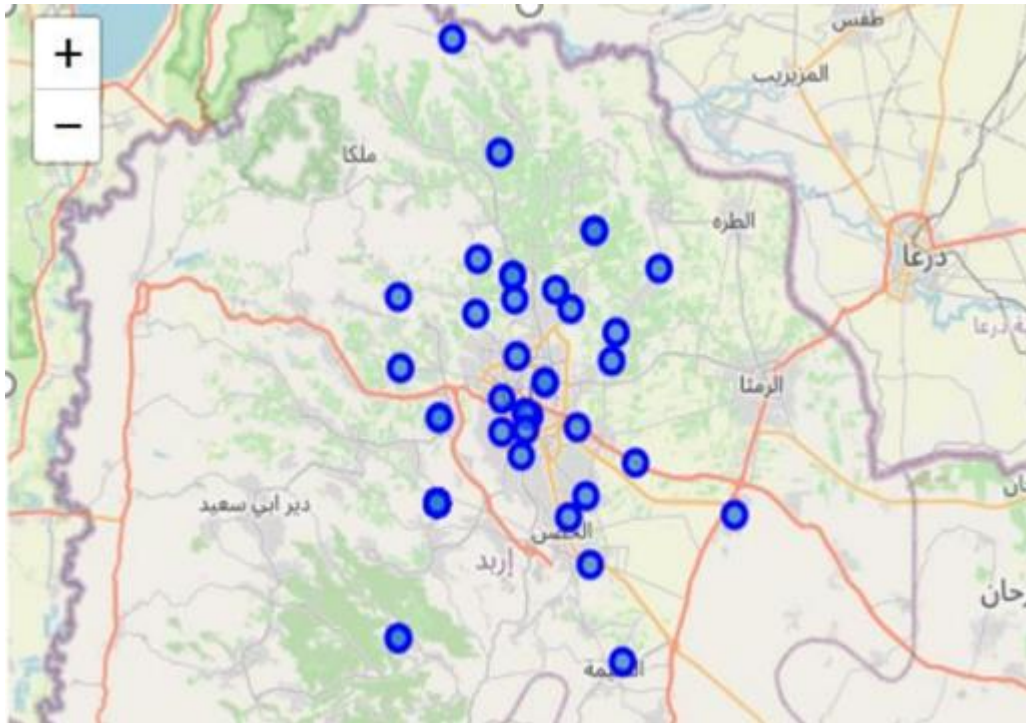 +
−
طفس
المزيريب
ملكا
الطره
درعا
الرمثا
دير ابي سعيد
إربد